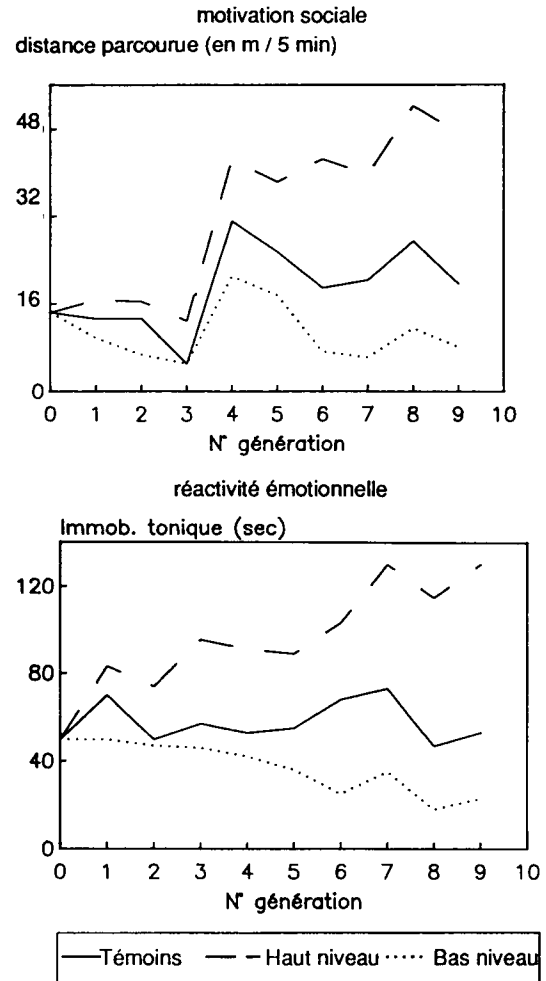 motivation sociale
distance parcourue (en m / 5 min)
48
32
16
0
0 1 2 3 4 5 6 7 8 9 10
N° génération
réactivité émotionnelle
Immob. tonique (sec)
120
80
40
0
0 1 2 3 4 5 6 7 8 9 10
N° génération
Témoins Haut niveau Bas niveau